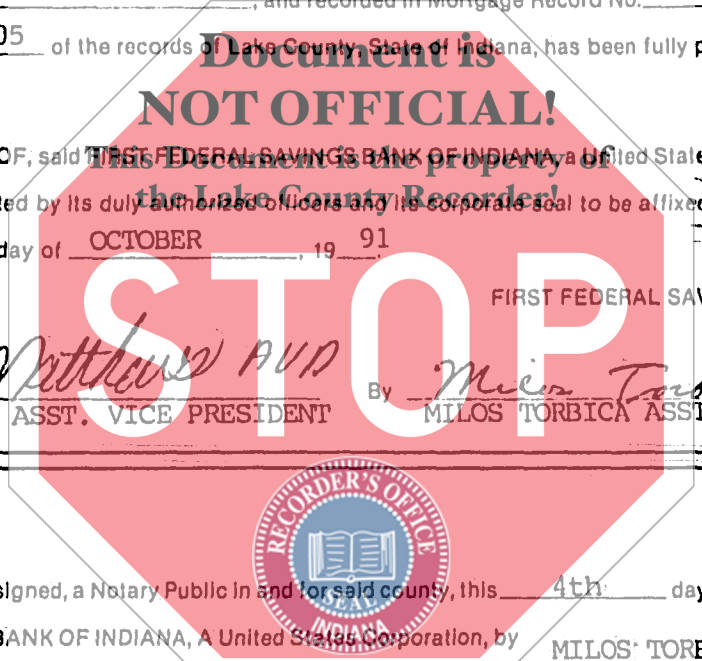 , and recorded in Mortgage Record No.
05 of the records of Lake County, State of Indiana, has been fully p
Document is
NOT OFFICIAL!
OF, said FIRST FEDERAL SAVINGS BANK OF INDIANA, a United State
This Document is the property of
the Lake County Recorder!
ted by its duly authorized officers and its corporate seal to be affixed
day of OCTOBER , 19 91.
STOP
FIRST FEDERAL SAV
Matthews AVP
By Milos Tor
ASST. VICE PRESIDENT MILOS TORBICA ASST
RECORDER'S OFFICE
SEAL
INDIANA
signed, a Notary Public in and for said county, this 4th day
BANK OF INDIANA, A United States Corporation, by MILOS TORB